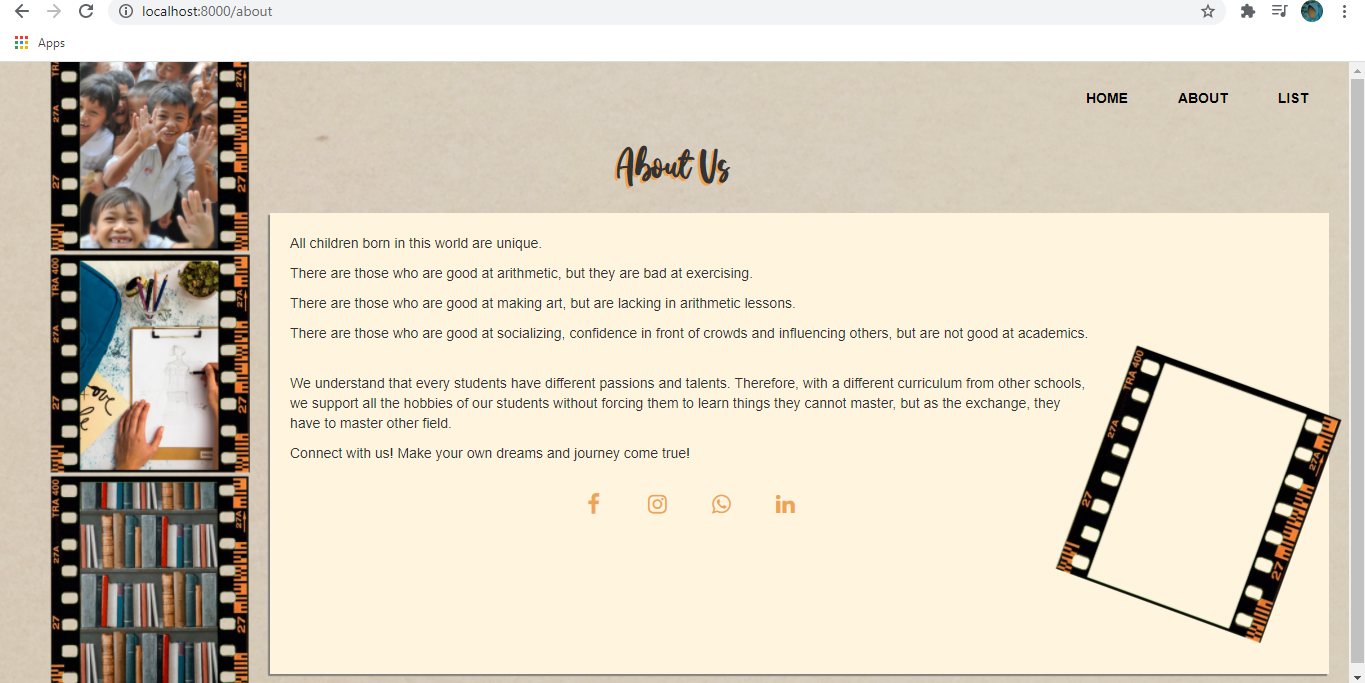 localhost:8000/about
Apps
HOME ABOUT LIST
About Us
All children born in this world are unique.
There are those who are good at arithmetic, but they are bad at exercising.
There are those who are good at making art, but are lacking in arithmetic lessons.
There are those who are good at socializing, confidence in front of crowds and influencing others, but are not good at academics.
We understand that every students have different passions and talents. Therefore, with a different curriculum from other schools,
we support all the hobbies of our students without forcing them to learn things they cannot master, but as the exchange, they
have to master other field.
Connect with us! Make your own dreams and journey come true!
27A
27
27
TRA 400
27A
27A
27
27
TRA 400
27A
27A
27
27
TRA 400
27A
27A
27
27